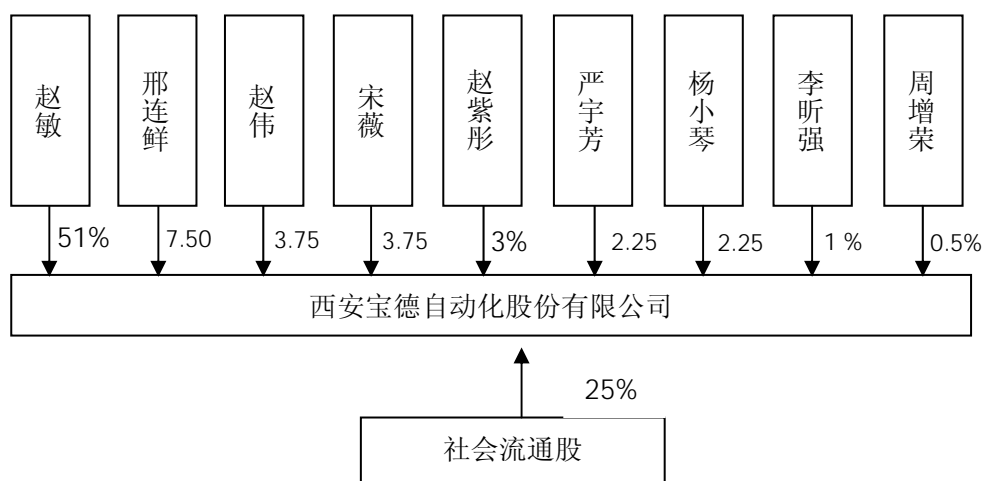 赵敏
邢连鲜
赵伟
宋薇
赵紫彤
严宇芳
杨小琴
李昕强
周增荣
51%
7.50
3.75
3.75
3%
2.25
2.25
1 %
0.5%
西安宝德自动化股份有限公司
25%
社会流通股